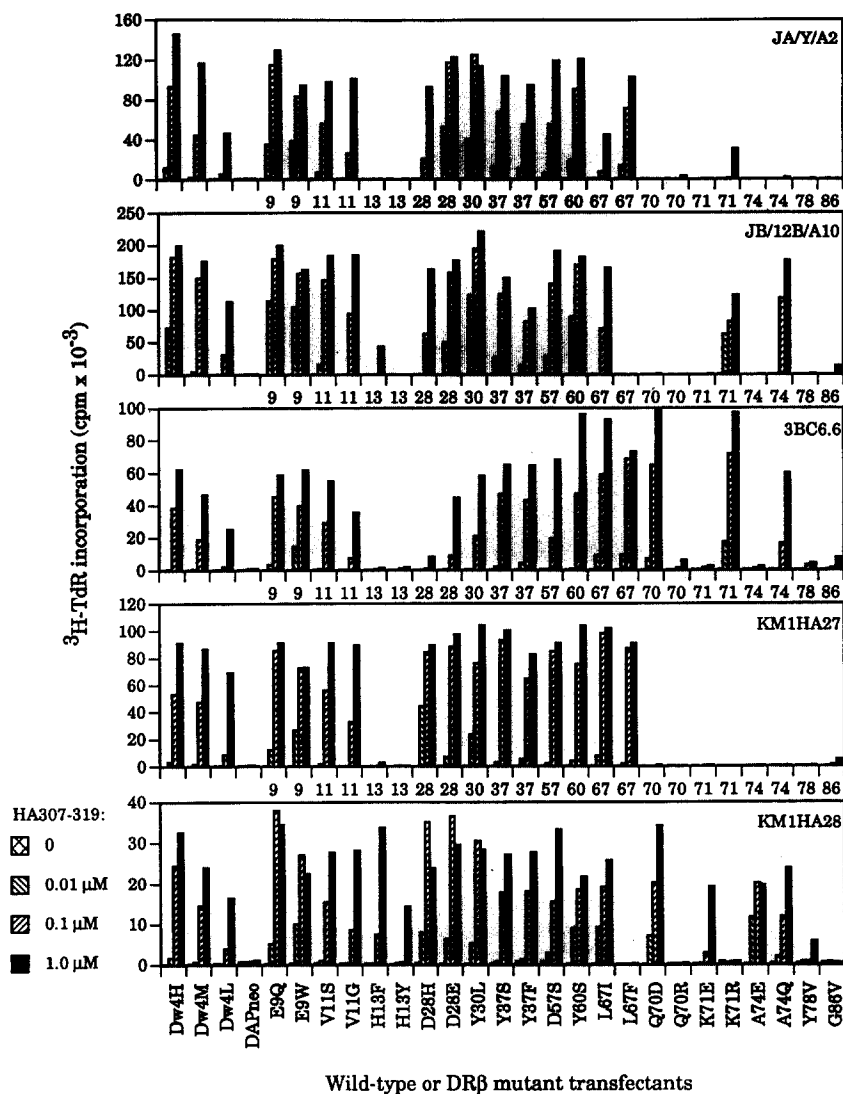 160
120
80
40
0
JA/Y/A2
9 9 11 11 13 13 28 28 30 37 37 57 60 67 67 70 70 71 71 74 74 78 86
250
200
150
100
50
0
JB/12B/A10
9 9 11 11 13 13 28 28 30 37 37 57 60 67 67 70 70 71 71 74 74 78 86
³H-TdR incorporation (cpm x 10⁻³)
100
80
60
40
20
0
3BC6.6
9 9 11 11 13 13 28 28 30 37 37 57 60 67 67 70 70 71 71 74 74 78 86
120
100
80
60
40
20
0
KM1HA27
9 9 11 11 13 13 28 28 30 37 37 57 60 67 67 70 70 71 71 74 74 78 86
40
30
20
10
0
KM1HA28
HA307-319:
0
0.01 µM
0.1 µM
1.0 µM
Dw4H
Dw4M
Dw4L
DAPneo
E9Q
E9W
V11S
V11G
H13F
H13Y
D28H
D28E
Y30L
Y37S
Y37F
D57S
Y60S
L67I
L67F
Q70D
Q70R
K71E
K71R
A74E
A74Q
Y78V
G86V
Wild-type or DRβ mutant transfectants